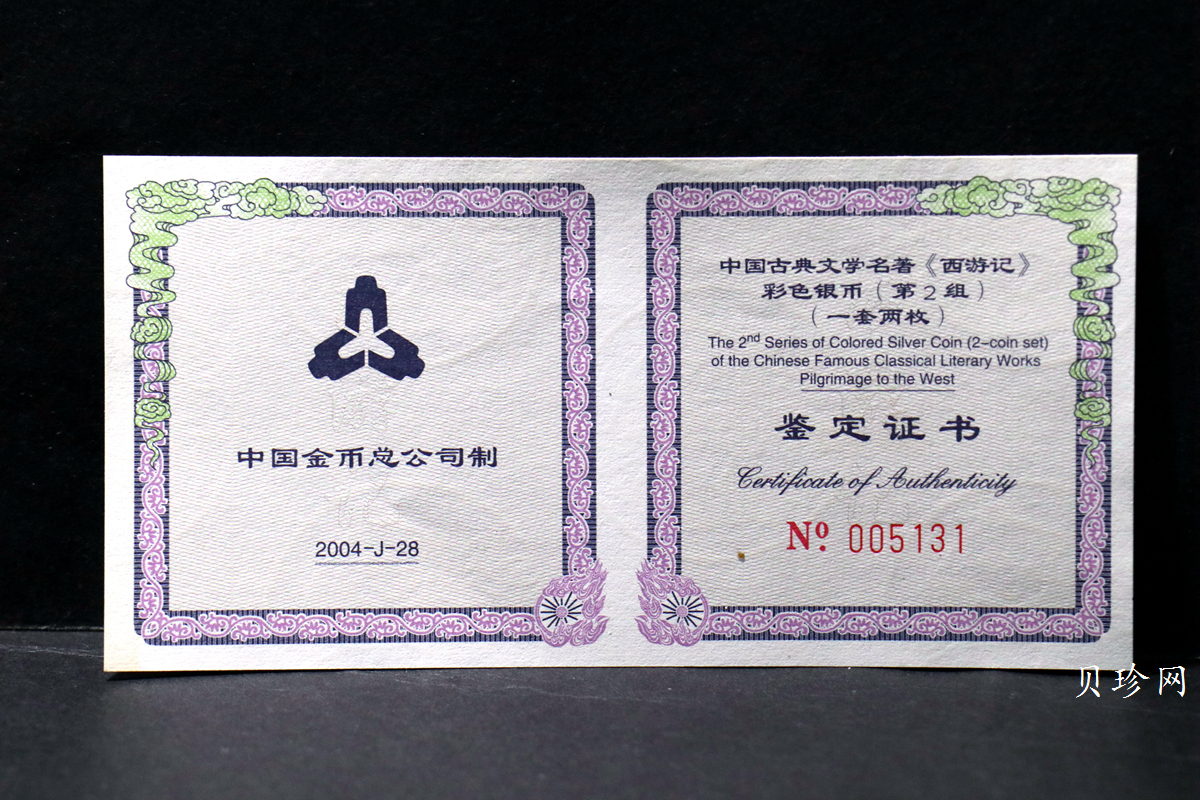 中国金币总公司制
2004-J-28
中国古典文学名著《西游记》
彩色银币（第2组）
（一套两枚）
The 2nd Series of Colored Silver Coin (2-coin set)
of the Chinese Famous Classical Literary Works
Pilgrimage to the West
鉴定证书
Certificate of Authenticity
Nº. 005131
贝珍网